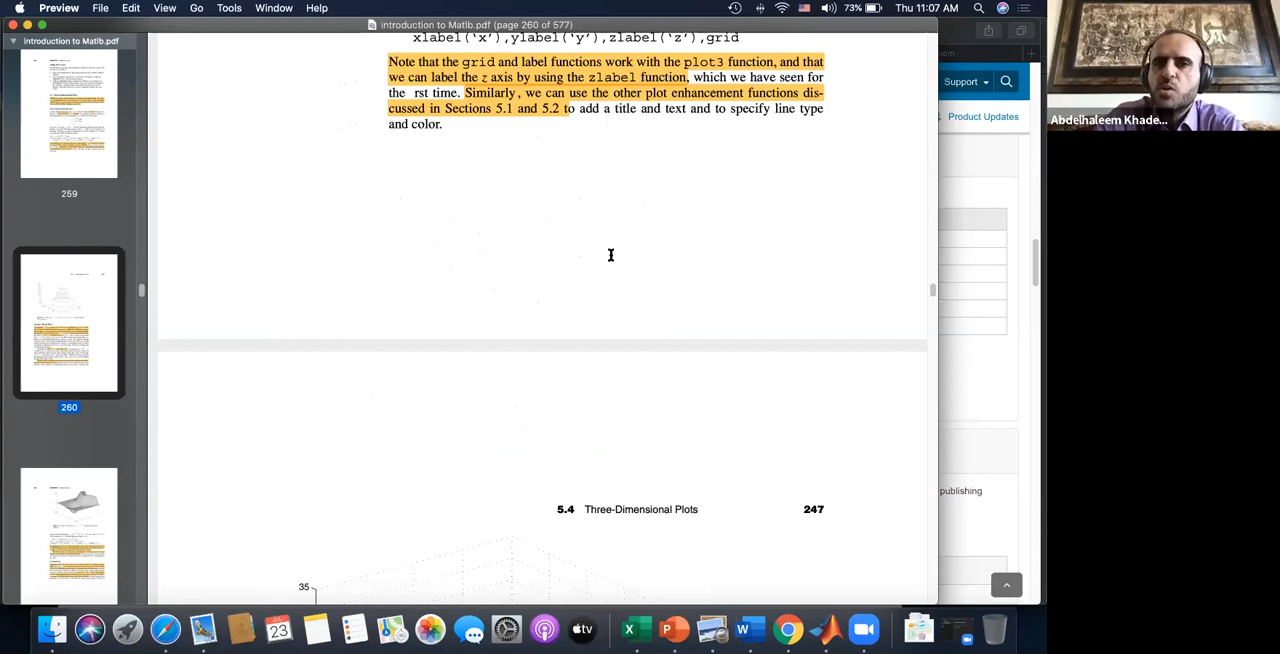 Preview File Edit View Go Tools Window Help 73% Thu 11:07 AM
introduction to Matlb.pdf (page 260 of 577)
introduction to Matlb.pdf
259
260
xlabel('x'),ylabel('y'),zlabel('z'),grid
Note that the grid and label functions work with the plot3 function, and that
we can label the z axis by using the zlabel function, which we have seen for
the rst time. Similarly, we can use the other plot enhancement functions dis-
cussed in Sections 5.1 and 5.2 to add a title and text and to specify line type
and color.
5.4 Three-Dimensional Plots 247
35
Support
Product Updates
publishing
Abdelhaleem Khade...
JUL
23
tv